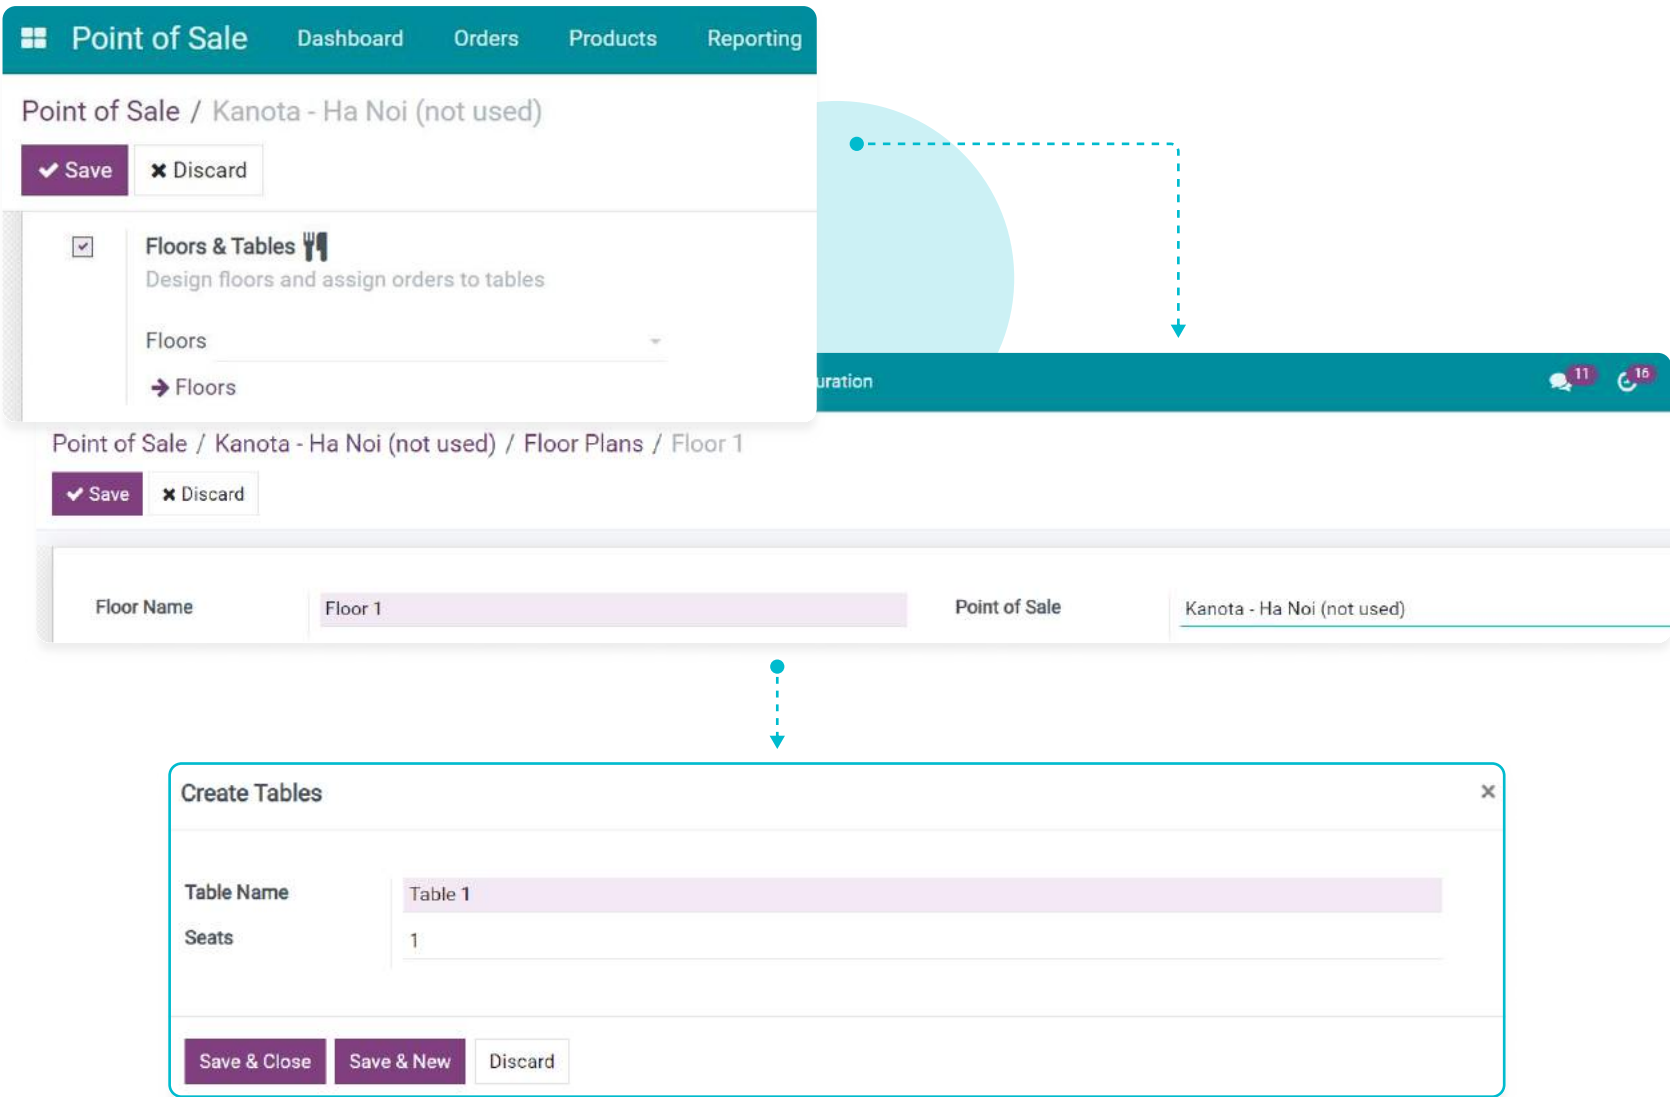 Point of Sale Dashboard Orders Products Reporting
Point of Sale / Kanota - Ha Noi (not used)
Save Discard
Floors & Tables
Design floors and assign orders to tables
Floors
Floors
uration 11 16
Point of Sale / Kanota - Ha Noi (not used) / Floor Plans / Floor 1
Save Discard
Floor Name Floor 1 Point of Sale Kanota - Ha Noi (not used)
Create Tables ×
Table Name Table 1
Seats 1
Save & Close Save & New Discard